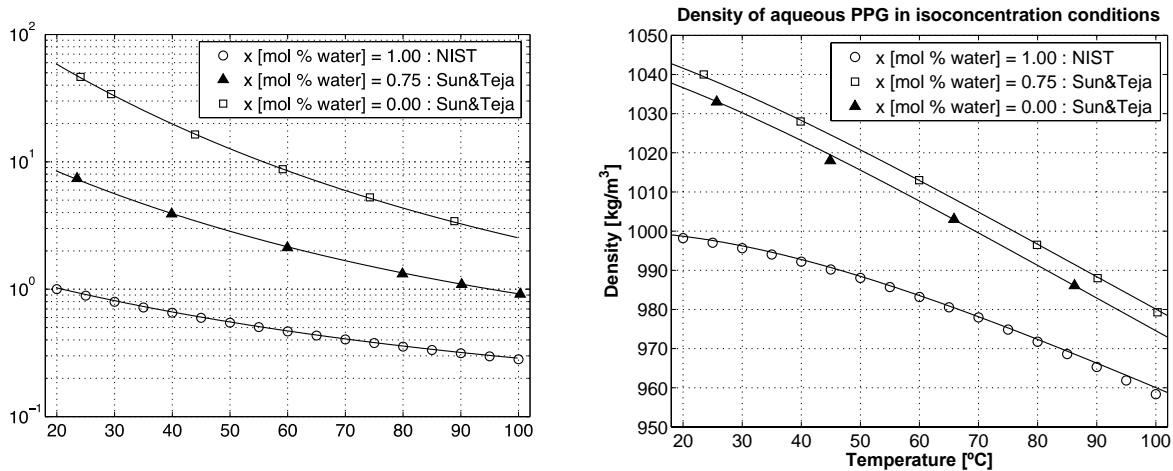 10^2
10^1
10^0
10^−1
x [mol % water] = 1.00 : NIST
x [mol % water] = 0.75 : Sun&Teja
x [mol % water] = 0.00 : Sun&Teja
20 30 40 50 60 70 80 90 100
Density of aqueous PPG in isoconcentration conditions
Density [kg/m³]
1050
1040
1030
1020
1010
1000
990
980
970
960
950
x [mol % water] = 1.00 : NIST
x [mol % water] = 0.75 : Sun&Teja
x [mol % water] = 0.00 : Sun&Teja
20 30 40 50 60 70 80 90 100
Temperature [ºC]